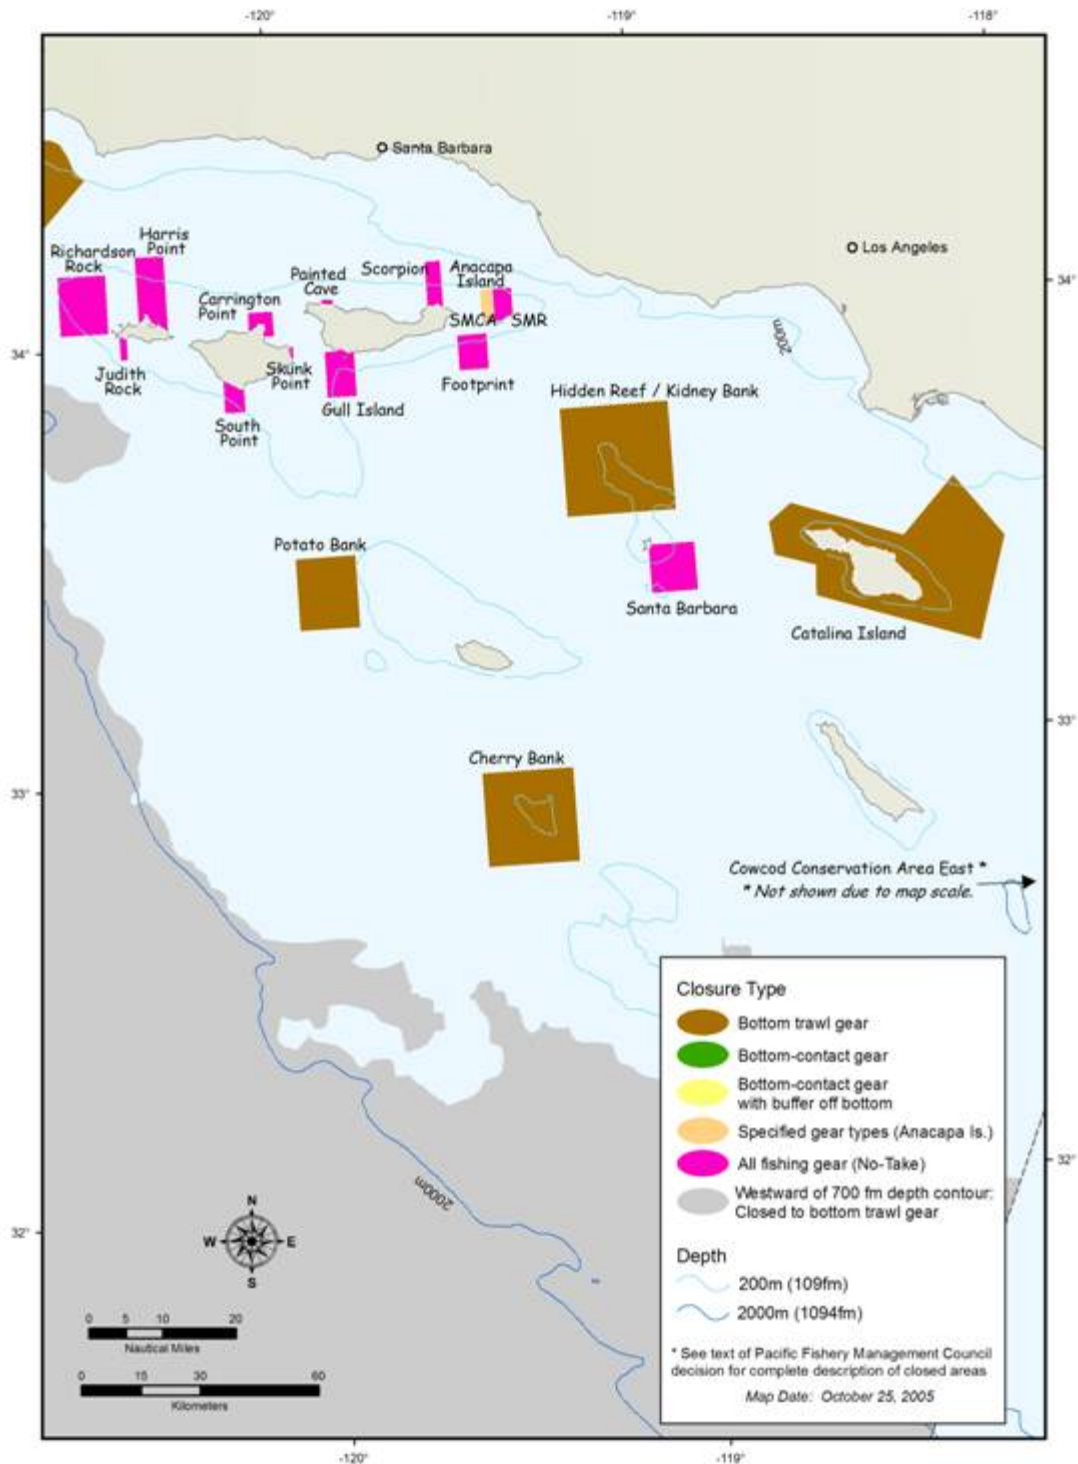 -120°
-119°
-118°
Santa Barbara
Los Angeles
Richardson
Rock
Harris
Point
Carrington
Point
Painted
Cave
Scorpion
Anacapa
Island
SMCA
SMR
200m
34°
34°
Judith
Rock
Skunk
Point
South
Point
Gull Island
Footprint
Hidden Reef / Kidney Bank
Potato Bank
Santa Barbara
Catalina Island
33°
33°
Cherry Bank
Cowcod Conservation Area East *
* Not shown due to map scale.
Closure Type
Bottom trawl gear
Bottom-contact gear
Bottom-contact gear
with buffer off bottom
Specified gear types (Anacapa Is.)
All fishing gear (No-Take)
Westward of 700 fm depth contour:
Closed to bottom trawl gear
Depth
200m (109fm)
2000m (1094fm)
* See text of Pacific Fishery Management Council
decision for complete description of closed areas
Map Date: October 25, 2005
2000m
32°
32°
N
W
E
S
0 5 10 20
Nautical Miles
0 15 30 60
Kilometers
-120°
-119°